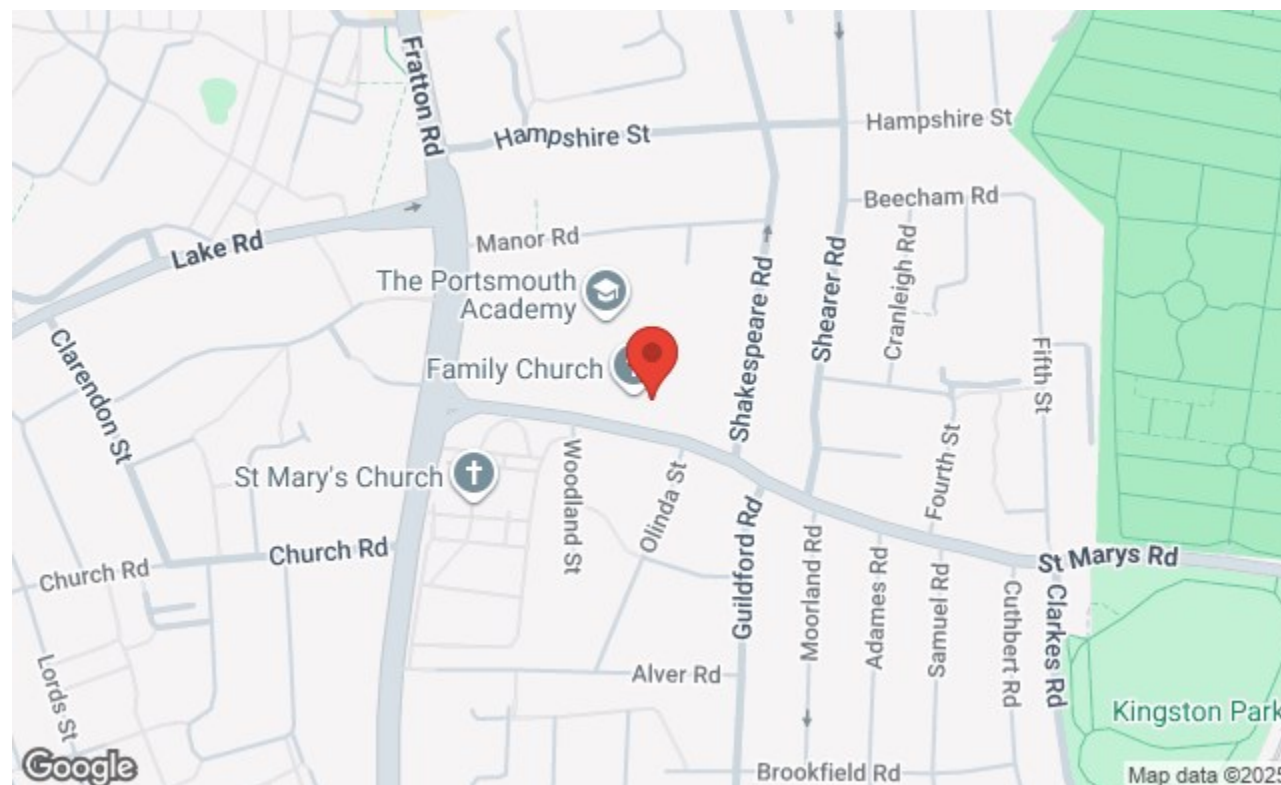 Fratton Rd
Hampshire St
Hampshire St
Beecham Rd
Lake Rd
Manor Rd
Cranleigh Rd
Shearer Rd
Shakespeare Rd
The Portsmouth
Academy
Family Church
Clarendon St
Fifth St
Fourth St
St Mary's Church
Woodland St
Olinda St
Guildford Rd
Church Rd
Church Rd
St Marys Rd
Moorland Rd
Adames Rd
Samuel Rd
Cuthbert Rd
Clarkes Rd
Lords St
Alver Rd
Kingston Park
Brookfield Rd
Google
Map data ©2025